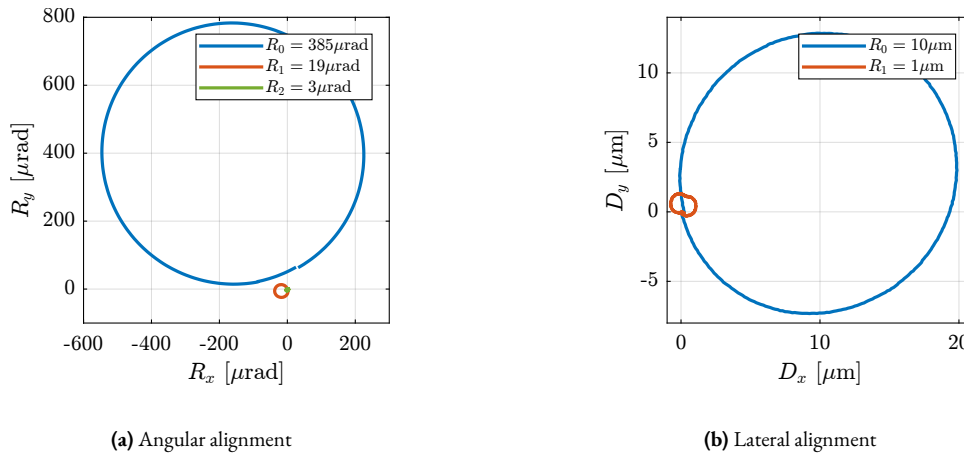 800
600
400
200
0
-600
-400
-200
0
200
R_y [μrad]
R_x [μrad]
R_0 = 385μrad
R_1 = 19μrad
R_2 = 3μrad
(a) Angular alignment
10
5
0
-5
0
10
20
D_y [μm]
D_x [μm]
R_0 = 10μm
R_1 = 1μm
(b) Lateral alignment